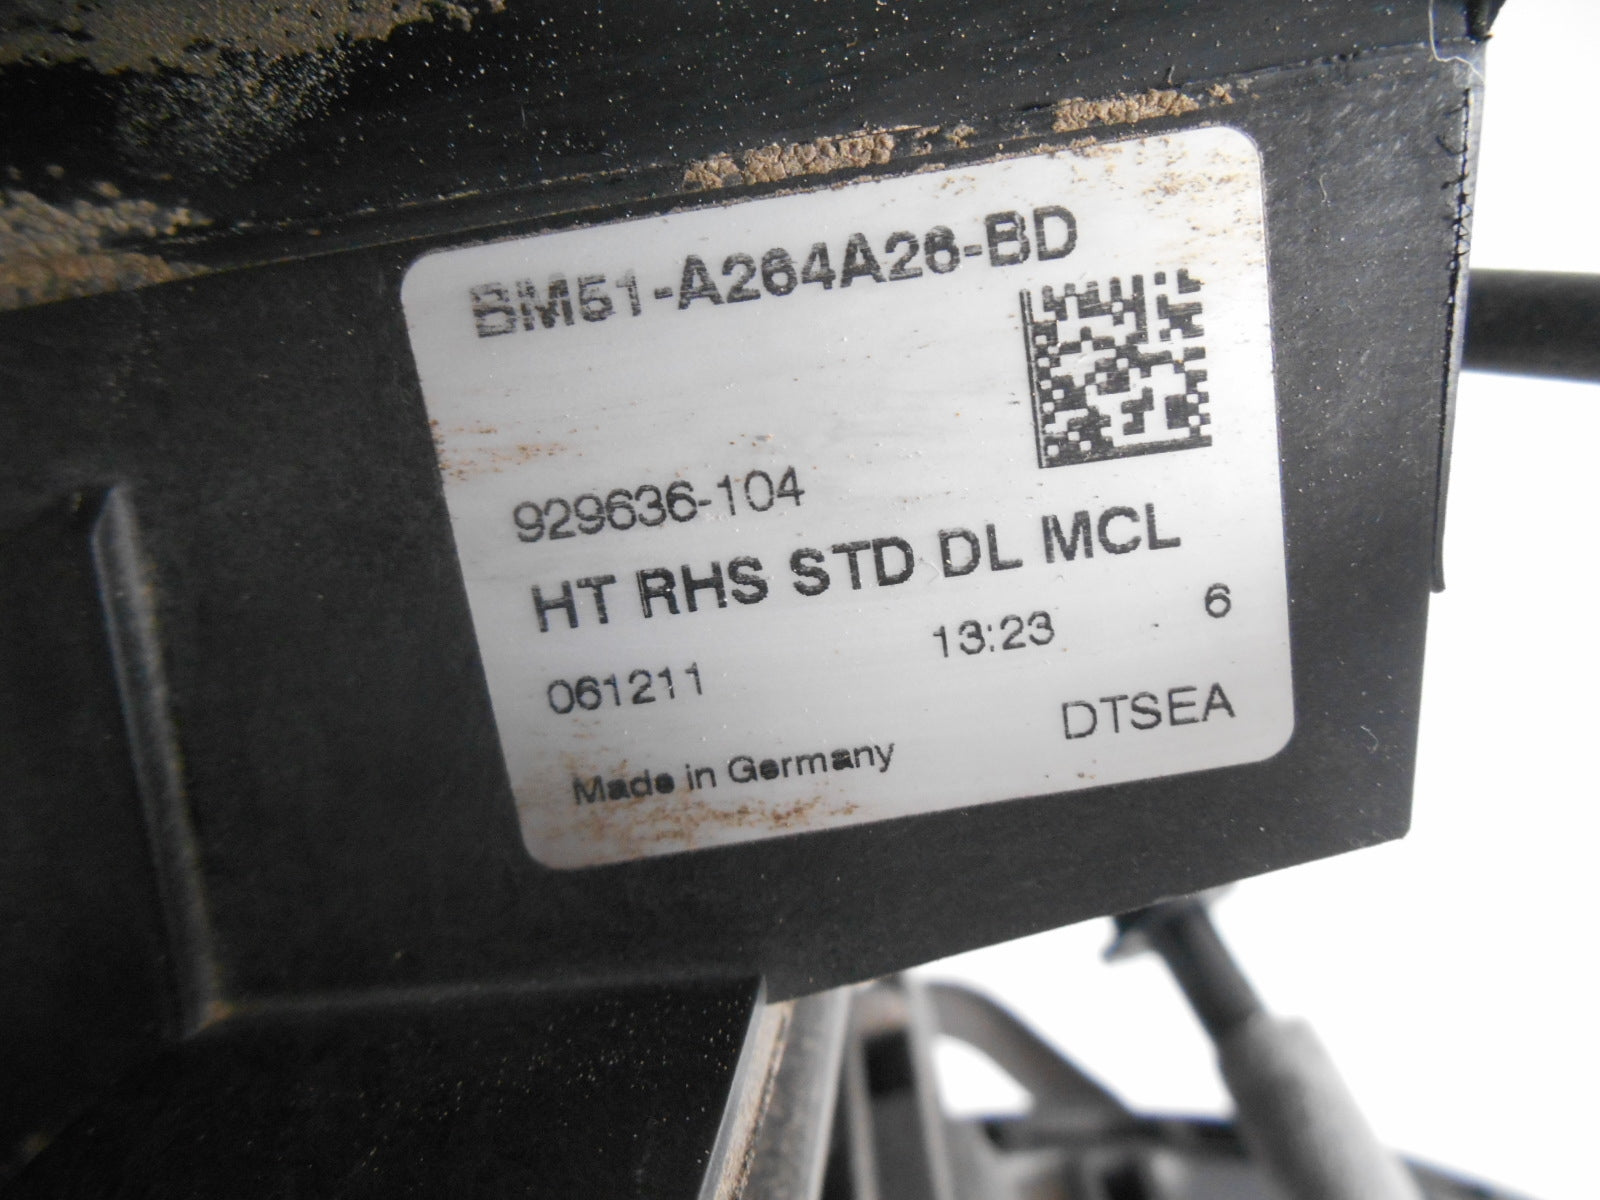 BM51-A264A26-BD
929636-104
HT RHS STD DL MCL
061211 13:23 6
DTSEA
Made in Germany